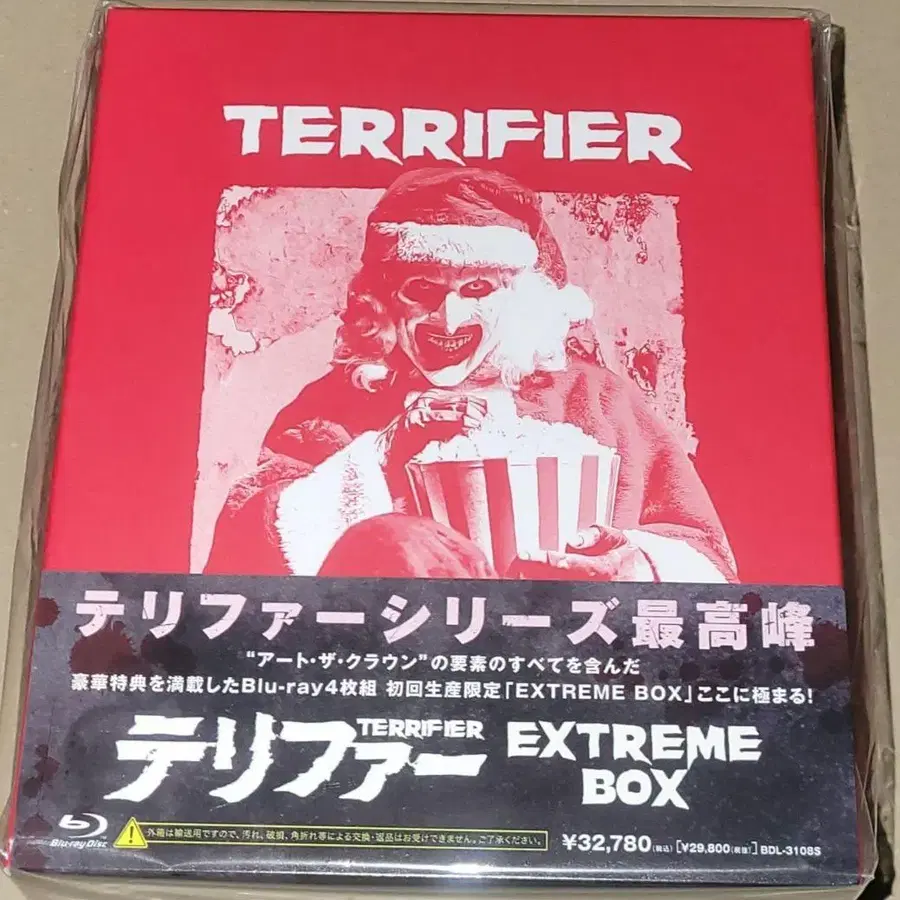 TERRIFIER
テリファーシリーズ最高峰
“アート・ザ・クラウン”の要素のすべてを含んだ
豪華特典を満載したBlu-ray4枚組 初回生産限定「EXTREME BOX」ここに極まる!
テリファー TERRIFIER EXTREME BOX
Blu-ray Disc 外箱は輸送用ですので、汚れ、破損、角折れ等による交換・返品はお受けできません。ご了承ください。 ¥32,780(税込)[¥29,800(税抜)] BDL-3108S